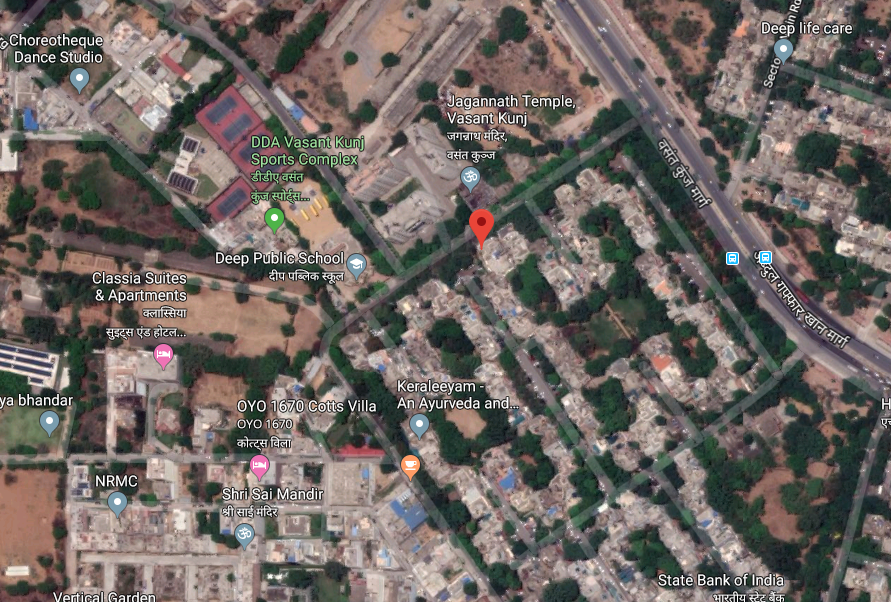 Choreotheque
Dance Studio
Deep life care
Jagannath Temple,
Vasant Kunj
जगन्नाथ मंदिर,
वसंत कुञ्ज
DDA Vasant Kunj
Sports Complex
डीडीए वसंत
कुंज स्पोर्ट्स...
वसंत कुंज मार्ग
Deep Public School
दीप पब्लिक स्कूल
Classia Suites
& Apartments
क्लास्सिया
सुइट्स एंड होटल...
गफ्फार खान मार्ग
ya bhandar
OYO 1670 Cotts Villa
OYO 1670
कोट्ट्स विला
Keraleeyam -
An Ayurveda and...
NRMC
Shri Sai Mandir
श्री साई मंदिर
State Bank of India
भारतीय स्टेट बैंक
Vertical Garden